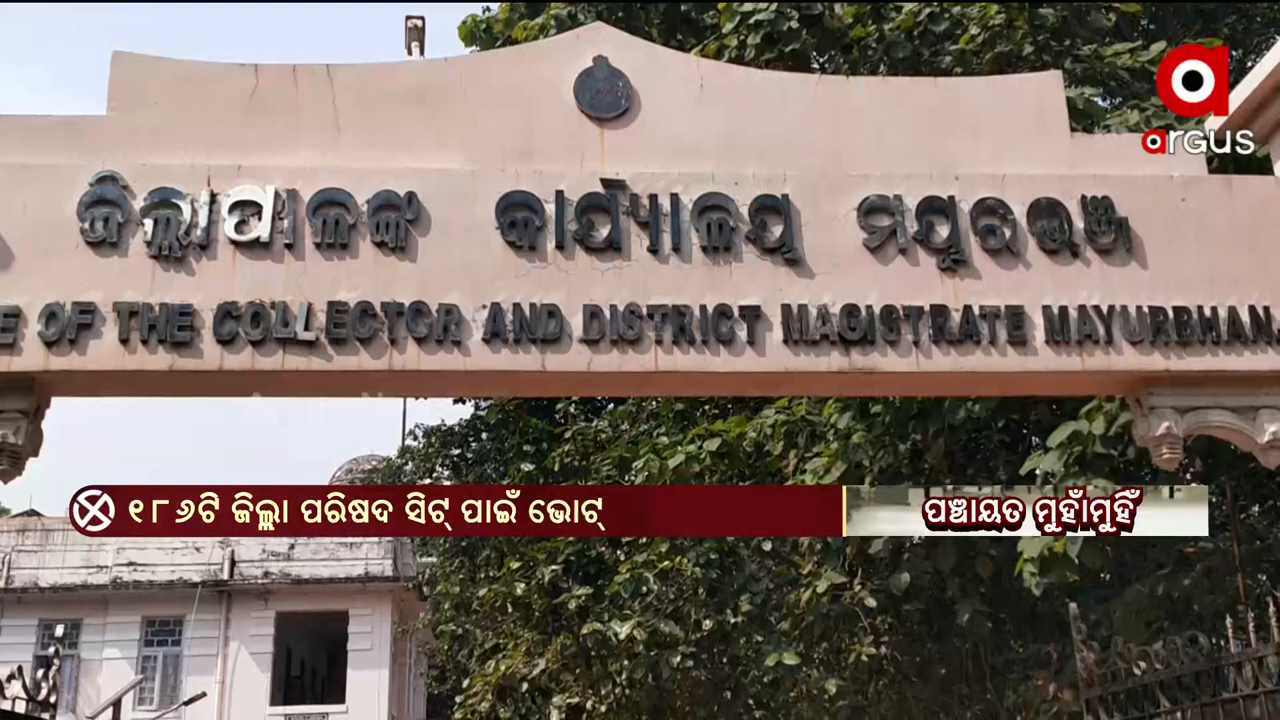 argus
ଜିଲ୍ଲାପାଳଙ୍କ କାର୍ଯ୍ୟାଳୟ ମୟୂରଭଞ୍ଜ
OF THE COLLECTOR AND DISTRICT MAGISTRATE MAYURBHAN
୧୮୬ଟି ଜିଲ୍ଲା ପରିଷଦ ସିଟ୍ ପାଇଁ ଭୋଟ୍
ପଞ୍ଚାୟତ ମୁହାଁମୁହିଁ